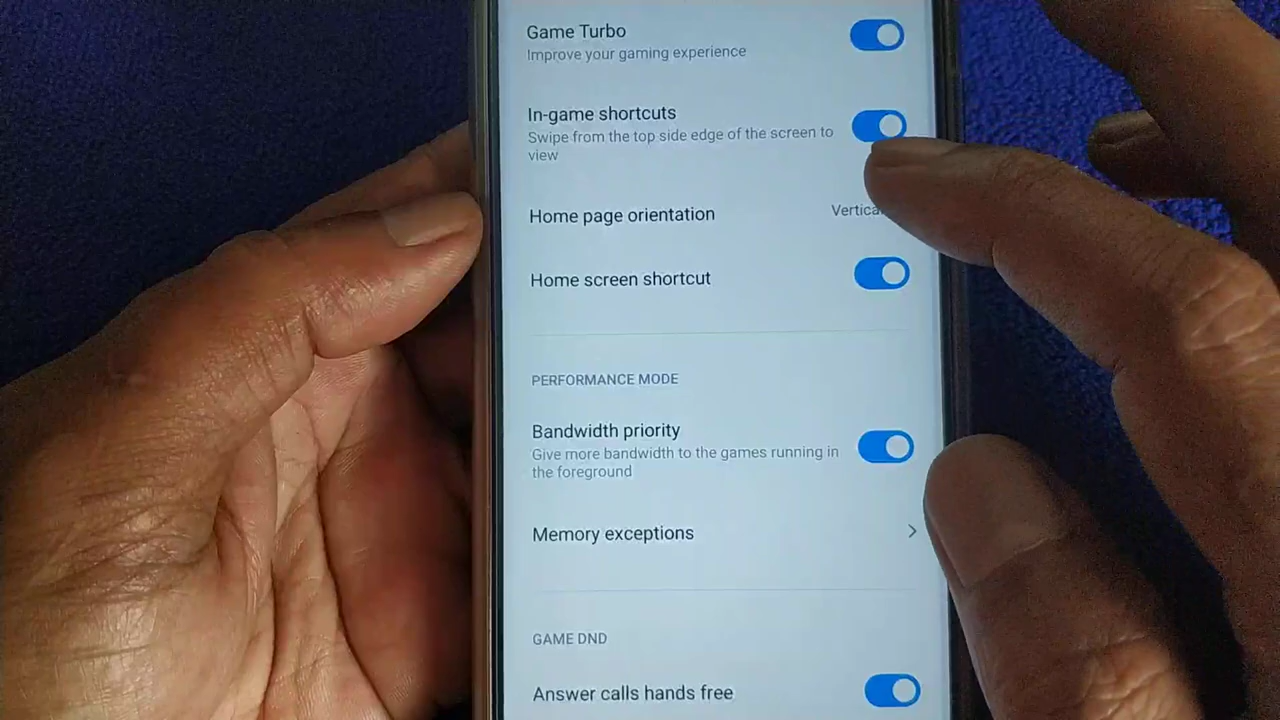 Game Turbo
Improve your gaming experience
In-game shortcuts
Swipe from the top side edge of the screen to
view
Home page orientation
Home screen shortcut
PERFORMANCE MODE
Bandwidth priority
Give more bandwidth to the games running in
the foreground
Memory exceptions
GAME DND
Answer calls hands free